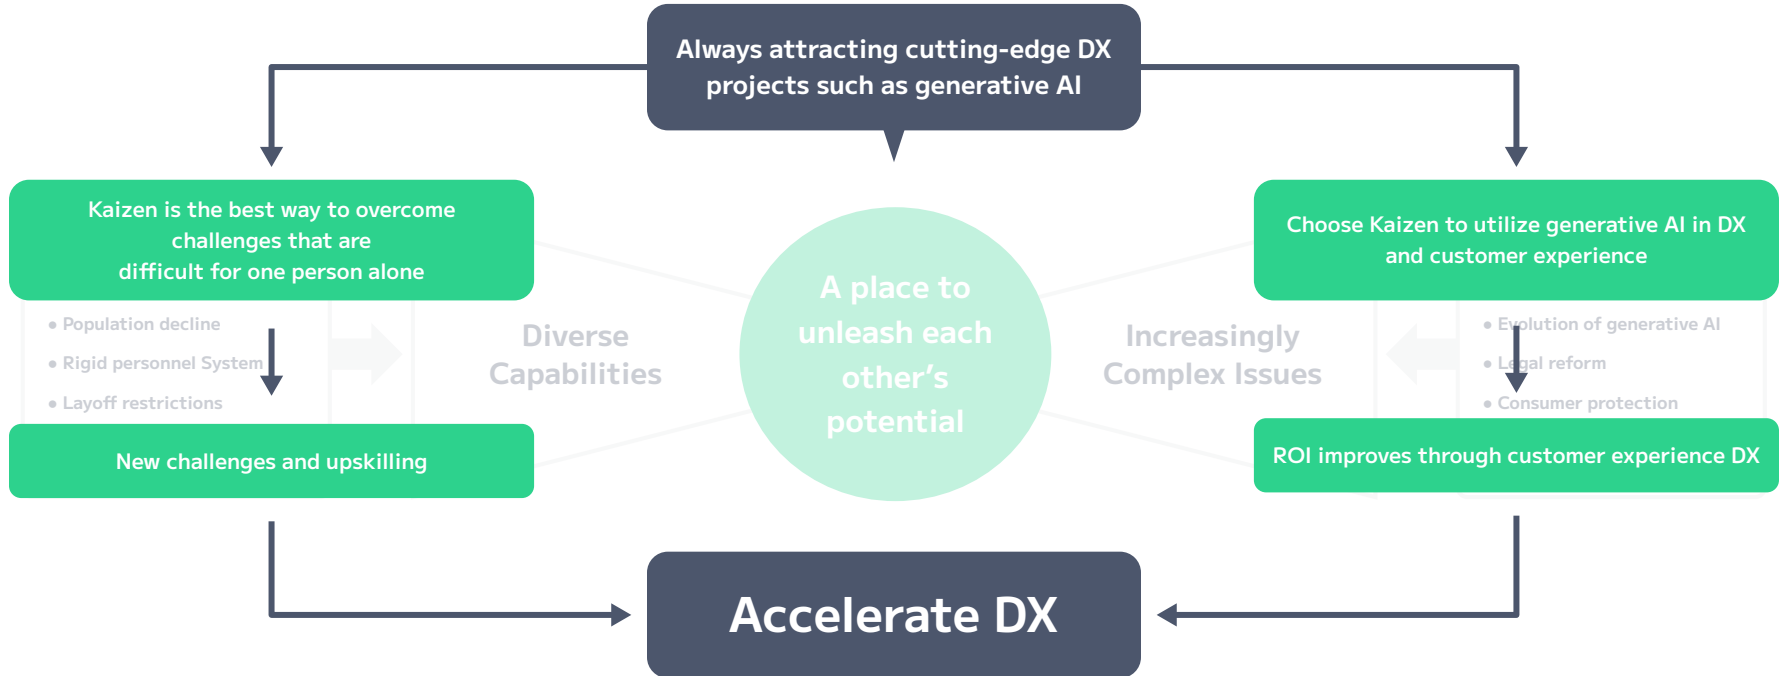 Always attracting cutting-edge DX
projects such as generative AI
Kaizen is the best way to overcome
challenges that are
difficult for one person alone
Choose Kaizen to utilize generative AI in DX
and customer experience
A place to
unleash each
other's
potential
● Population decline
● Rigid personnel System
● Layoff restrictions
Diverse
Capabilities
Increasingly
Complex Issues
● Evolution of generative AI
● Legal reform
● Consumer protection
New challenges and upskilling
ROI improves through customer experience DX
Accelerate DX